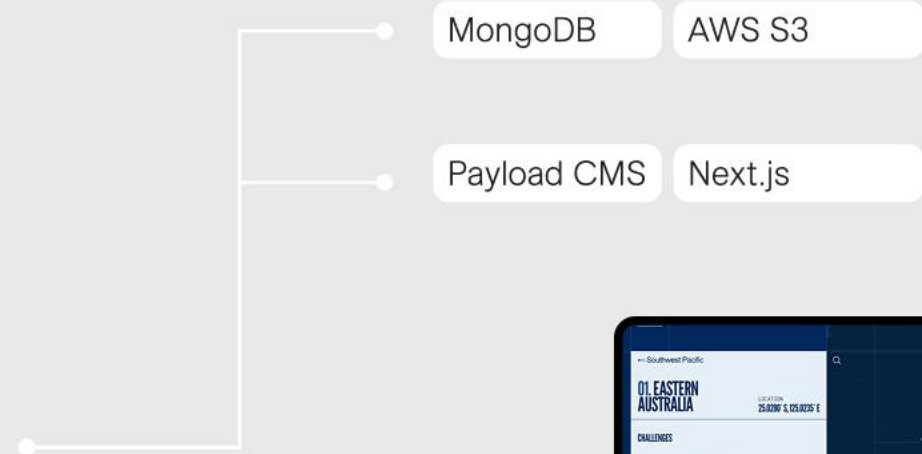 MongoDB AWS S3
Payload CMS Next.js
← Southwest Pacific
01. EASTERN
AUSTRALIA
LOCATION
25.0280° S, 125.0235° E
CHALLENGES